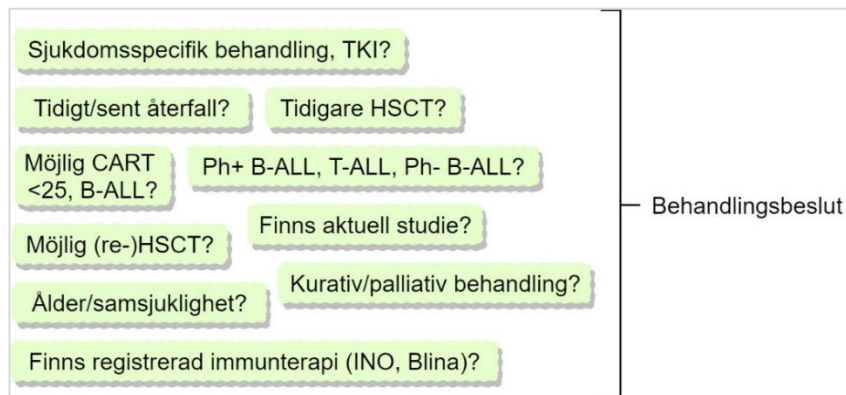 Sjukdomsspecifik behandling, TKI?
Tidigt/sent återfall?
Tidigare HSCT?
Möjlig CART
<25, B-ALL?
Ph+ B-ALL, T-ALL, Ph- B-ALL?
Finns aktuell studie?
Möjlig (re-)HSCT?
Kurativ/palliativ behandling?
Ålder/samsjuklighet?
Finns registrerad immunterapi (INO, Blina)?
Behandlingsbeslut